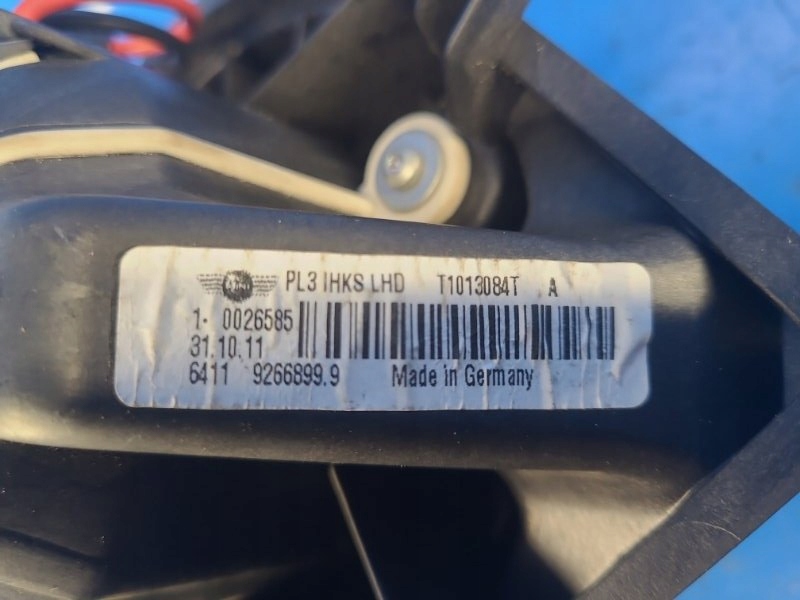 PL3 IHKS LHD T1013084T A
1- 0026585
31.10.11
6411 9266899.9 Made in Germany